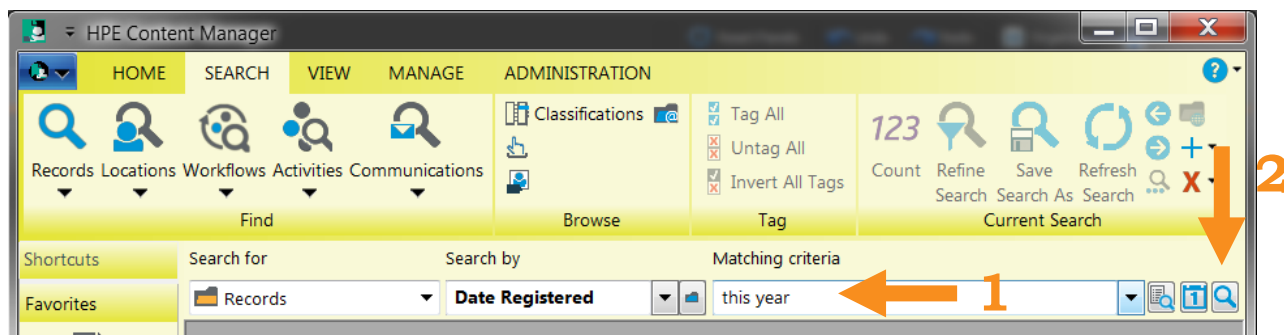 HPE Content Manager
HOME SEARCH VIEW MANAGE ADMINISTRATION
Records Locations Workflows Activities Communications
Find
Classifications
Browse
Tag All
Untag All
Invert All Tags
Tag
123
Count
Refine
Search
Save
Search As
Refresh
Search
Current Search
2
Shortcuts
Favorites
Search for
Records
Search by
Date Registered
Matching criteria
this year
1
1